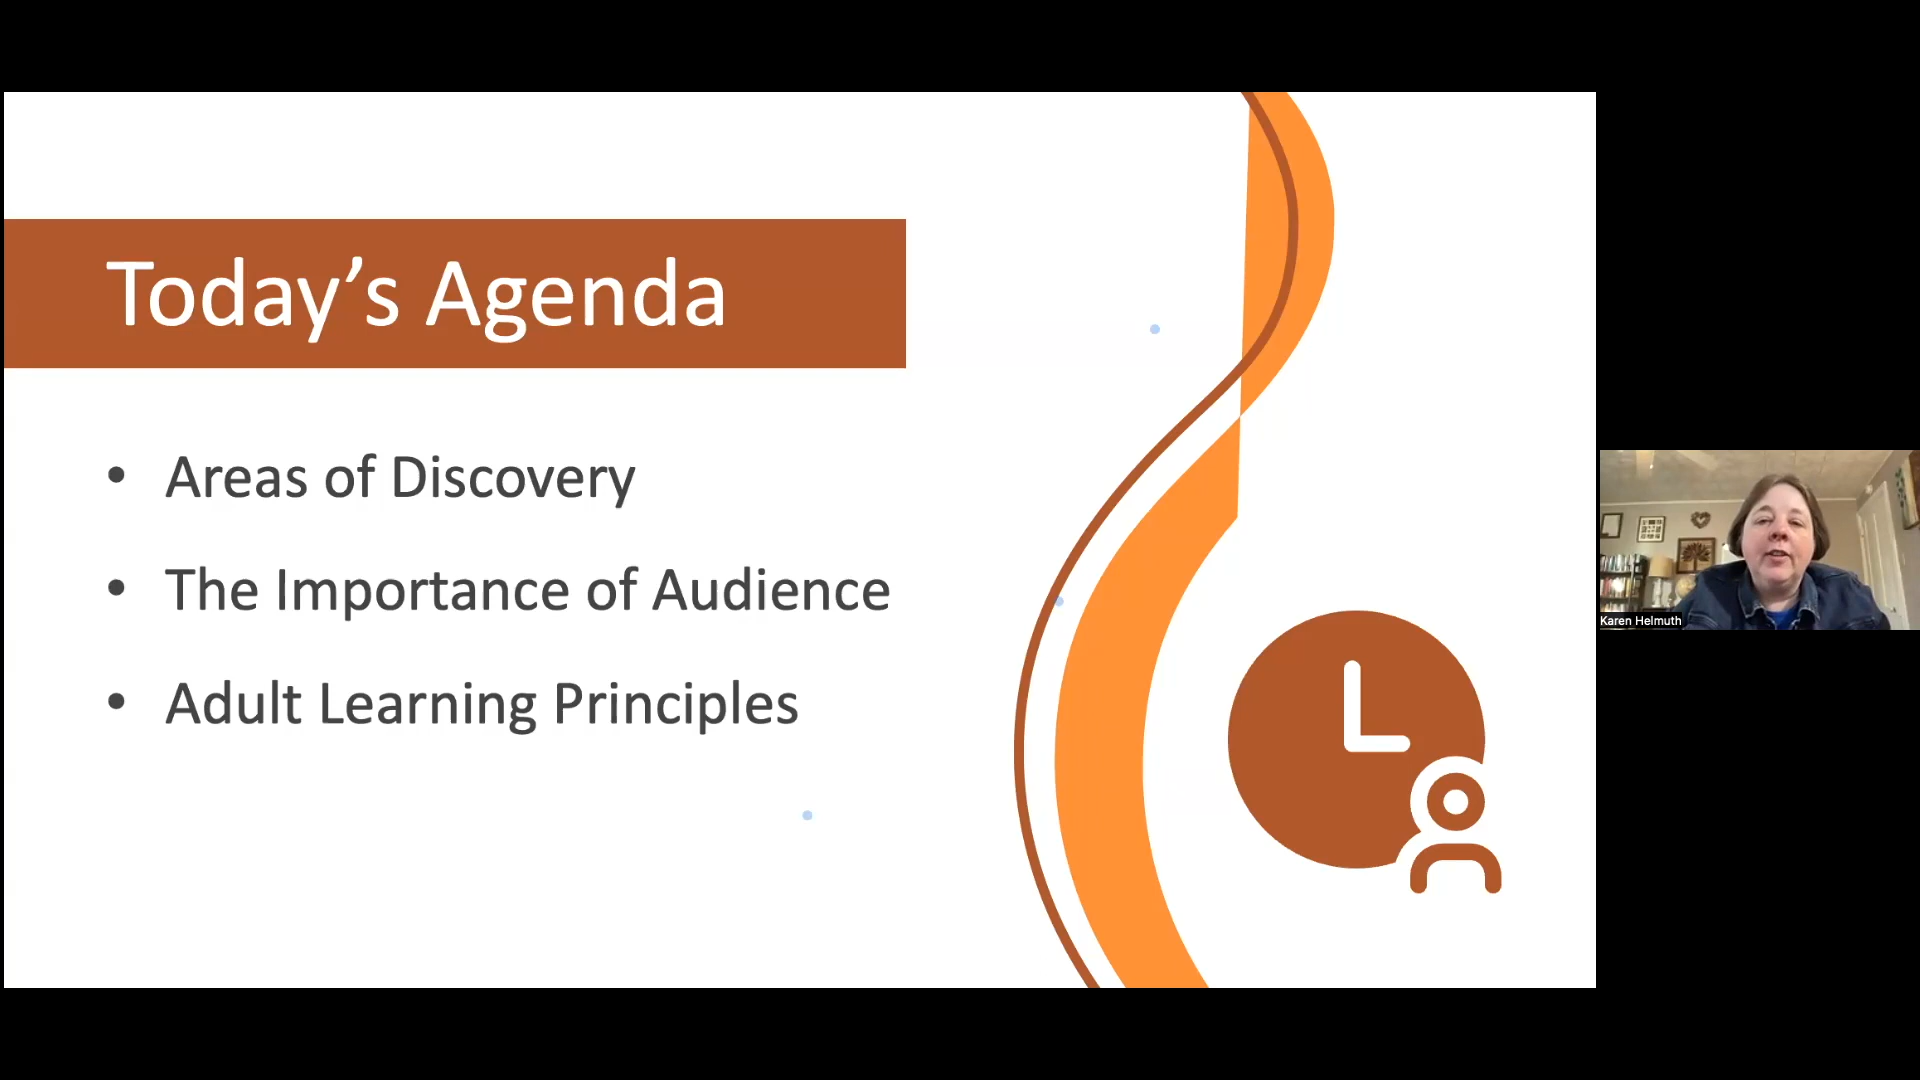 Today’s Agenda
• Areas of Discovery
• The Importance of Audience
• Adult Learning Principles
Karen Helmuth